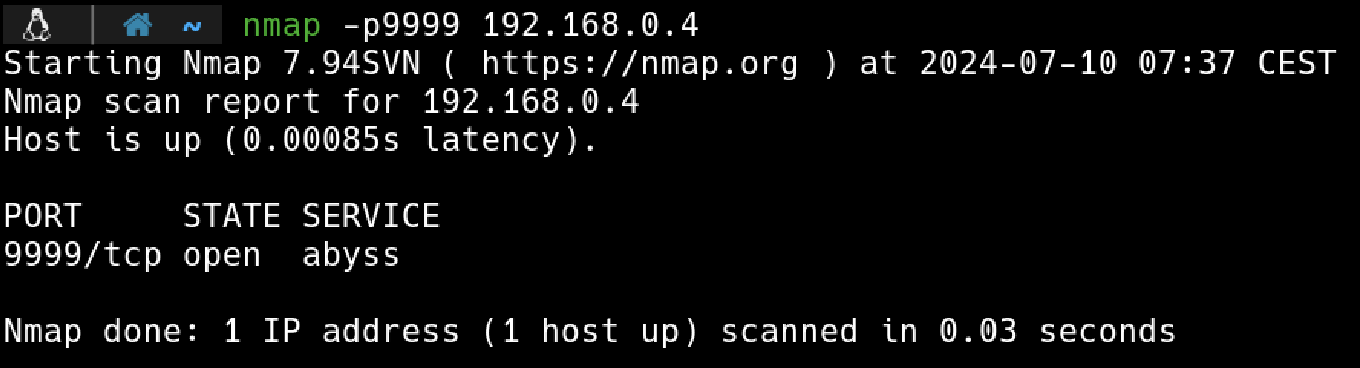 ~ nmap -p9999 192.168.0.4
Starting Nmap 7.94SVN ( https://nmap.org ) at 2024-07-10 07:37 CEST
Nmap scan report for 192.168.0.4
Host is up (0.00085s latency).
PORT     STATE SERVICE
9999/tcp open  abyss
Nmap done: 1 IP address (1 host up) scanned in 0.03 seconds